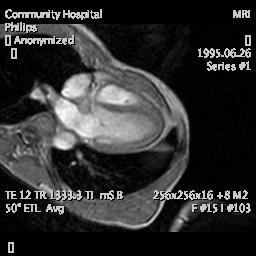 Community Hospital
MRI
Philips
[] Anonymized
[]
[]
1995.06.26
Series #1
TE 12 TR 1333.3 TI mS B
256x256x16 +8 M2
50° ETL Avg
F #15 I #103
[]